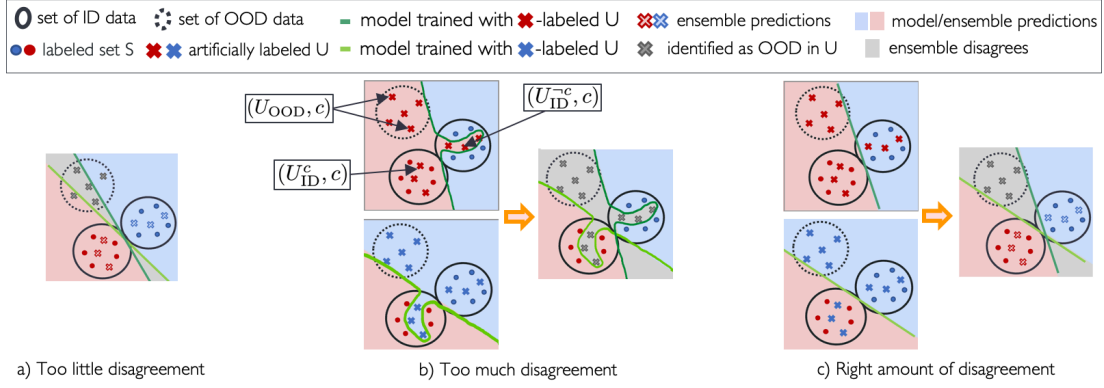 set of ID data
set of OOD data
model trained with ✖-labeled U
ensemble predictions
model/ensemble predictions
labeled set S
artificially labeled U
model trained with ✖-labeled U
identified as OOD in U
ensemble disagrees
(U_OOD, c)
(U_ID^¬c, c)
(U_ID^c, c)
a) Too little disagreement
b) Too much disagreement
c) Right amount of disagreement